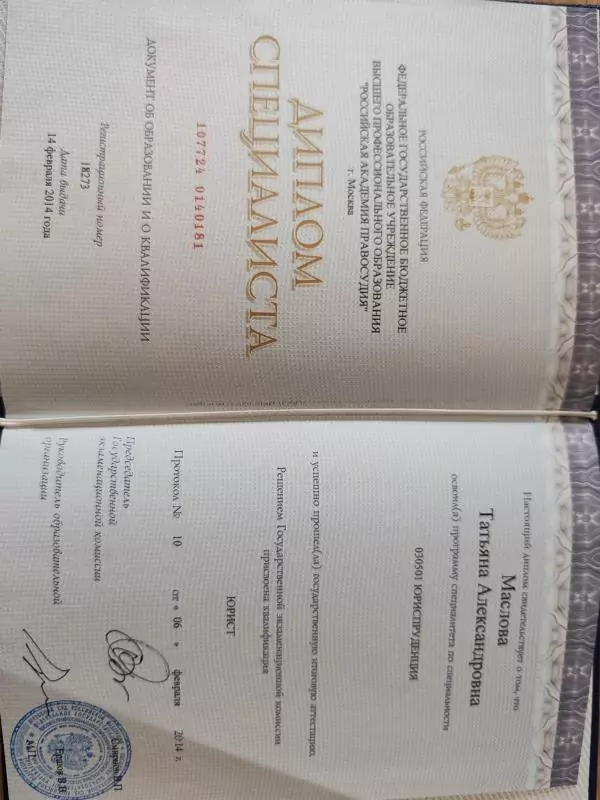 РОССИЙСКАЯ ФЕДЕРАЦИЯ
ФЕДЕРАЛЬНОЕ ГОСУДАРСТВЕННОЕ БЮДЖЕТНОЕ
ОБРАЗОВАТЕЛЬНОЕ УЧРЕЖДЕНИЕ
ВЫСШЕГО ПРОФЕССИОНАЛЬНОГО ОБРАЗОВАНИЯ
"РОССИЙСКАЯ АКАДЕМИЯ ПРАВОСУДИЯ"
г. Москва
ДИПЛОМ
СПЕЦИАЛИСТА
107724 0140181
ДОКУМЕНТ ОБ ОБРАЗОВАНИИ И О КВАЛИФИКАЦИИ
Регистрационный номер
18273
Дата выдачи
14 февраля 2014 года
Настоящий диплом свидетельствует о том, что
Маслова
Татьяна Александровна
освоил(а) программу специалитета по специальности
030501 ЮРИСПРУДЕНЦИЯ
и успешно прошел(ла) государственную итоговую аттестацию.
Решением Государственной экзаменационной комиссии
присвоена квалификация
ЮРИСТ
Протокол № 10 от « 06 » февраля 2014 г.
Председатель
Государственной
экзаменационной комиссии
Руководитель образовательной
организации
Ершов В.В.
М.П.